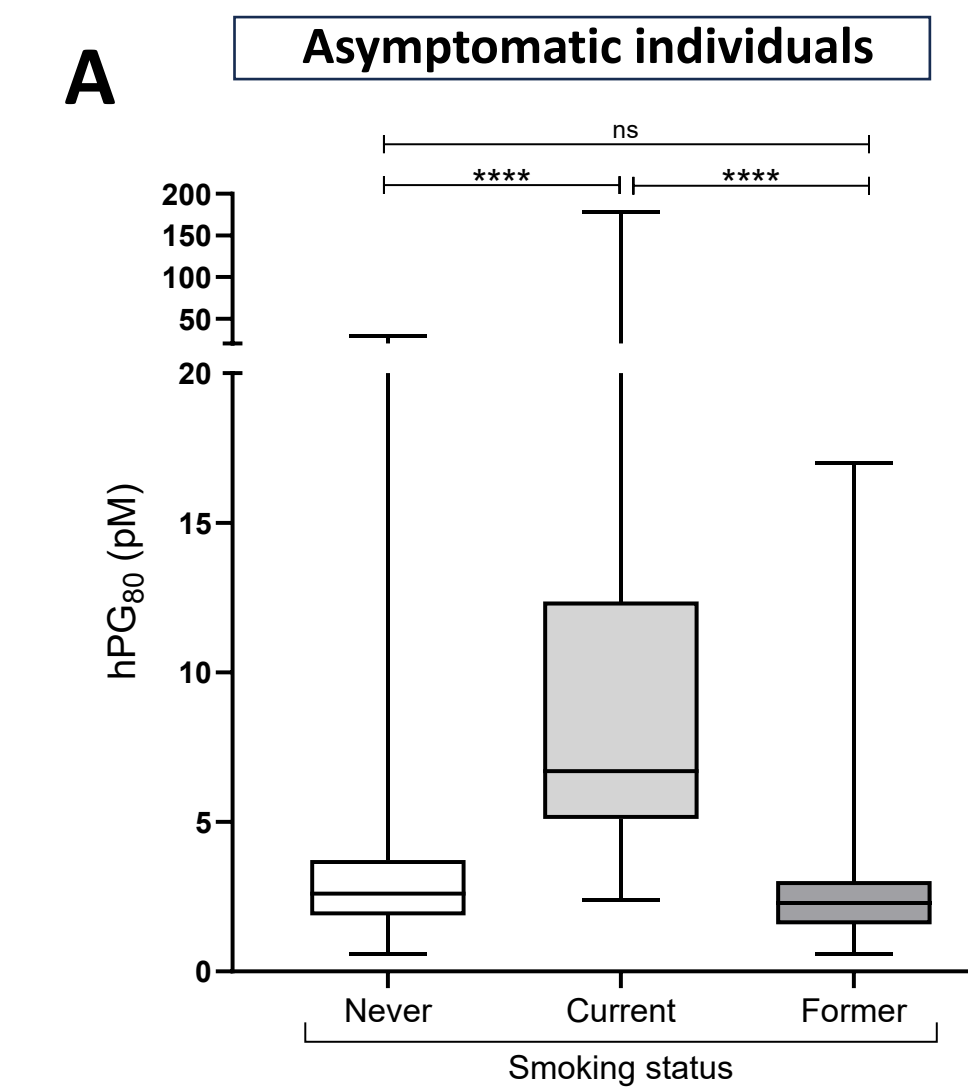 A
Asymptomatic individuals
ns
**** ****
200
150
100
50
20
15
10
5
0
hPG80 (pM)
Never Current Former
Smoking status